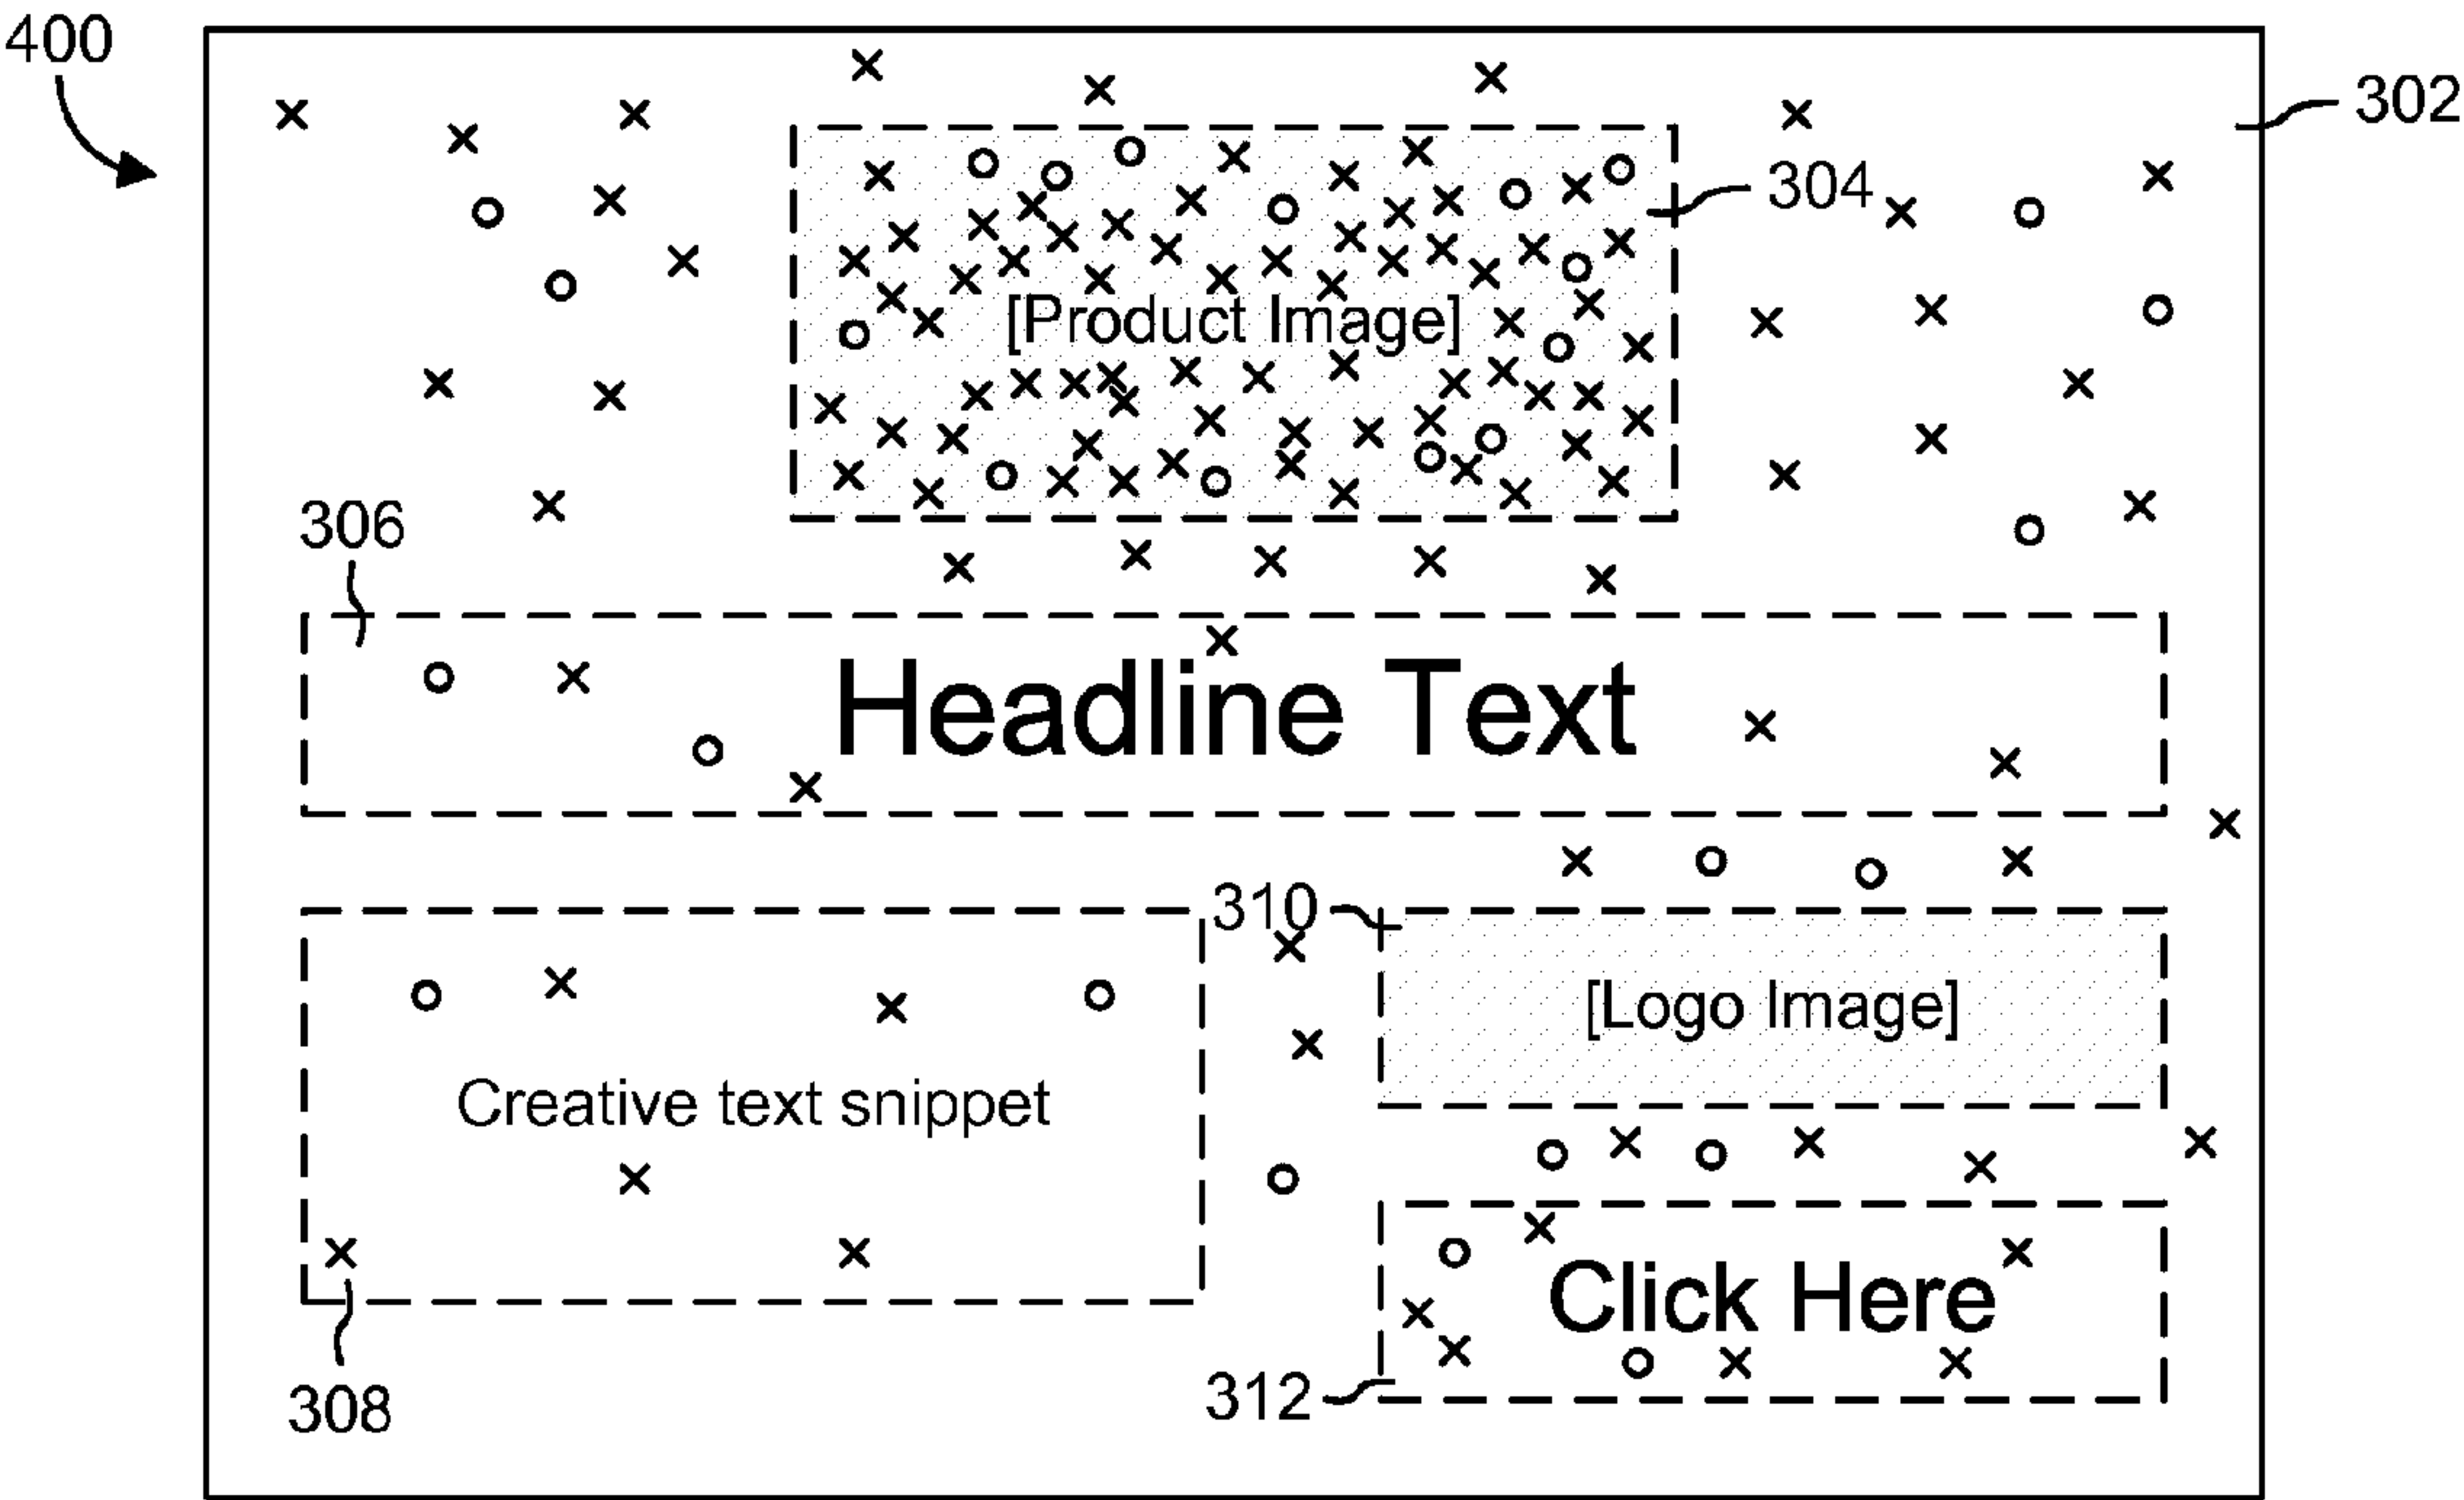 400
302
304
[Product Image]
306
Headline Text
310
[Logo Image]
Creative text snippet
Click Here
312
308